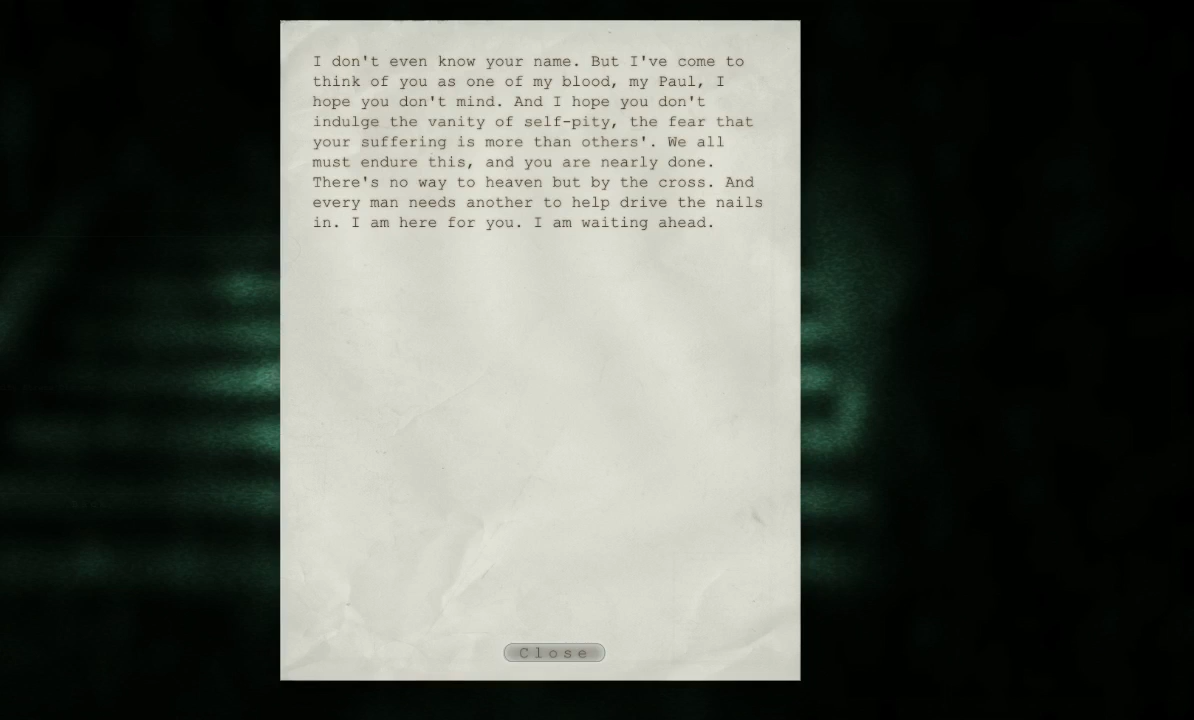 I don't even know your name. But I've come to
think of you as one of my blood, my Paul, I
hope you don't mind. And I hope you don't
indulge the vanity of self-pity, the fear that
your suffering is more than others'. We all
must endure this, and you are nearly done.
There's no way to heaven but by the cross. And
every man needs another to help drive the nails
in. I am here for you. I am waiting ahead.
Close